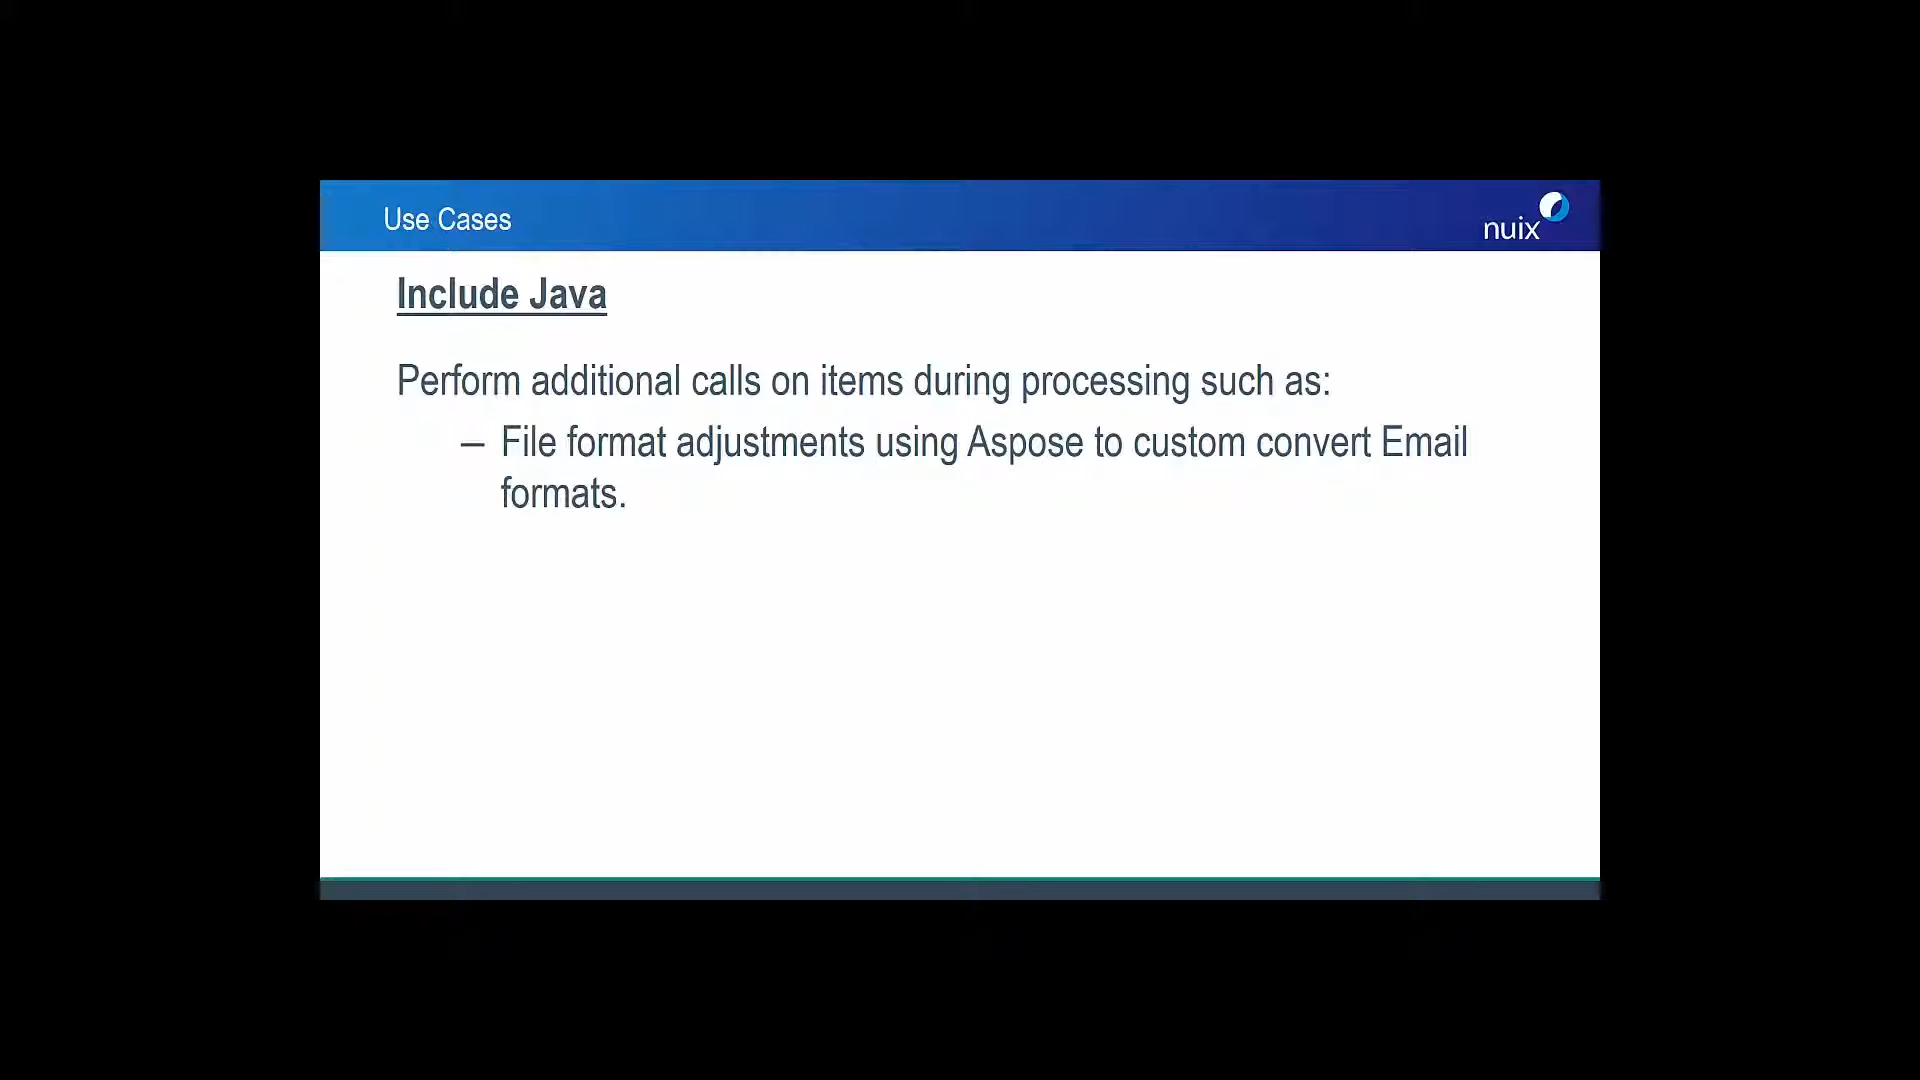 Use Cases
nuix
Include Java
Perform additional calls on items during processing such as:
– File format adjustments using Aspose to custom convert Email
formats.